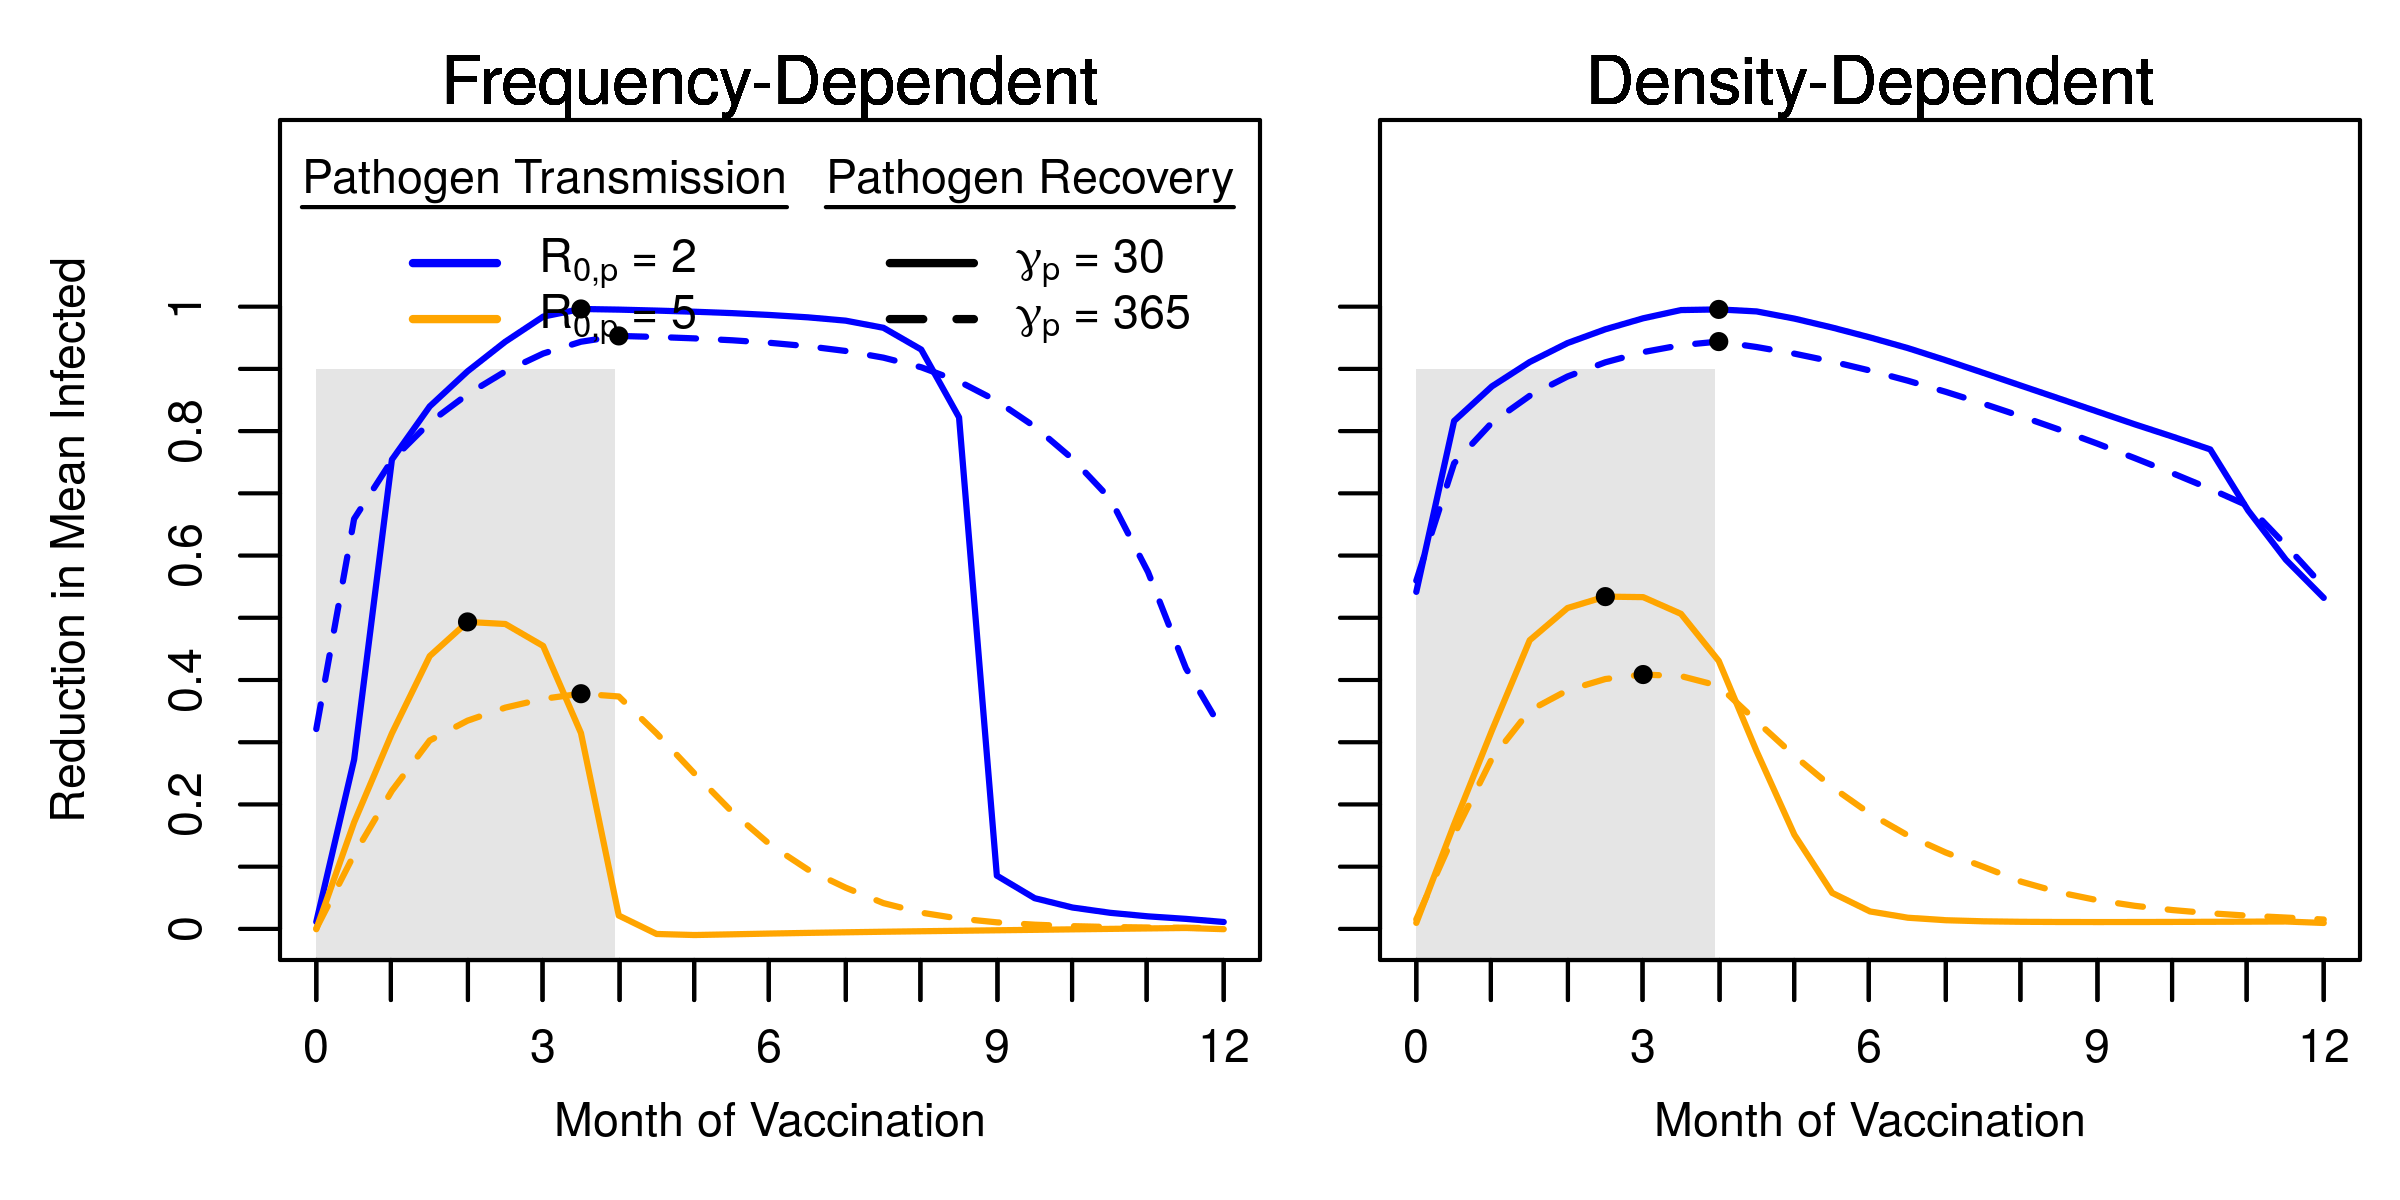 Frequency-Dependent
Density-Dependent
Pathogen Transmission
Pathogen Recovery
R0,p = 2
γp = 30
R0,p = 5
γp = 365
Reduction in Mean Infected
1
0.8
0.6
0.4
0.2
0
0 3 6 9 12
0 3 6 9 12
Month of Vaccination
Month of Vaccination